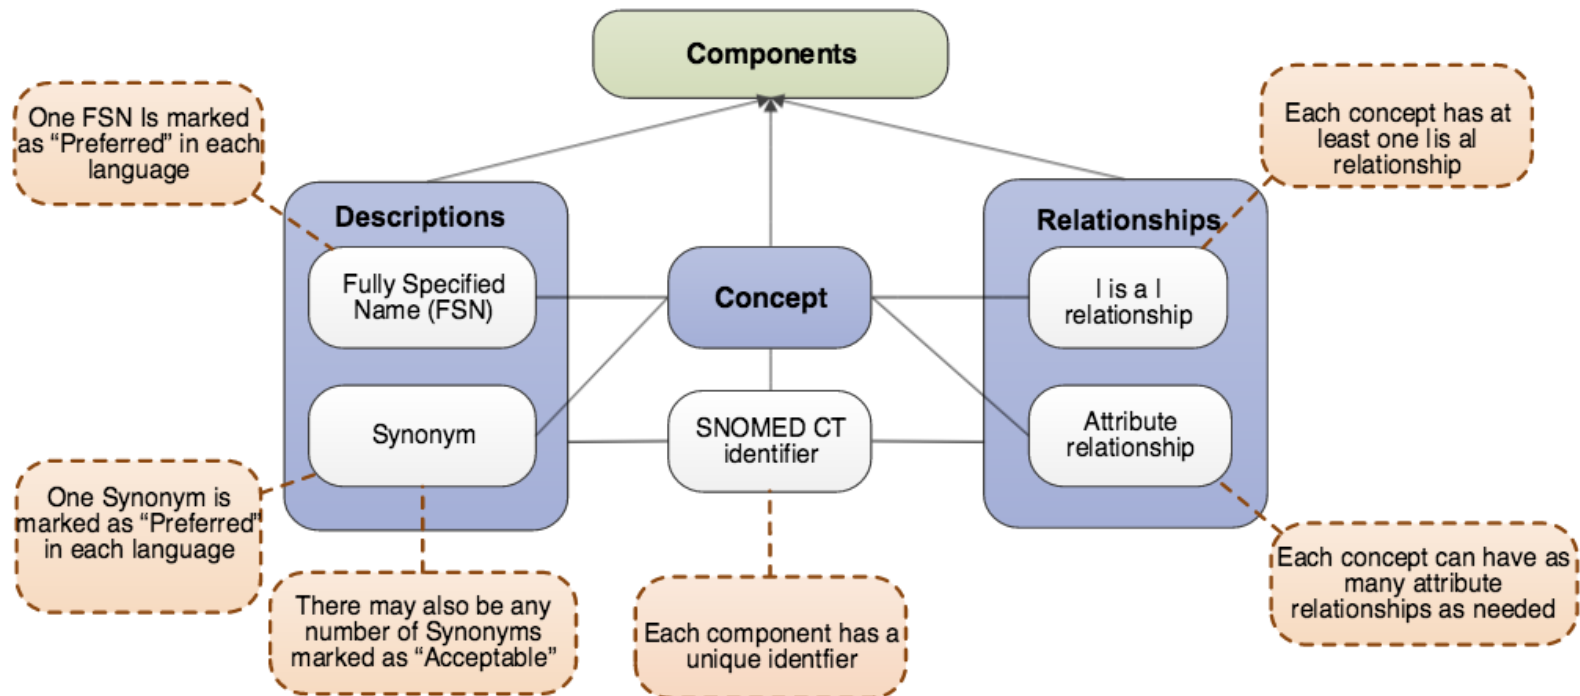 Components
One FSN Is marked
as “Preferred” in each
language
Each concept has at
least one |is a|
relationship
Descriptions
Relationships
Fully Specified
Name (FSN)
Concept
| is a |
relationship
Synonym
SNOMED CT
identifier
Attribute
relationship
One Synonym is
marked as “Preferred”
in each language
There may also be any
number of Synonyms
marked as “Acceptable”
Each component has a
unique identfier
Each concept can have as
many attribute
relationships as needed